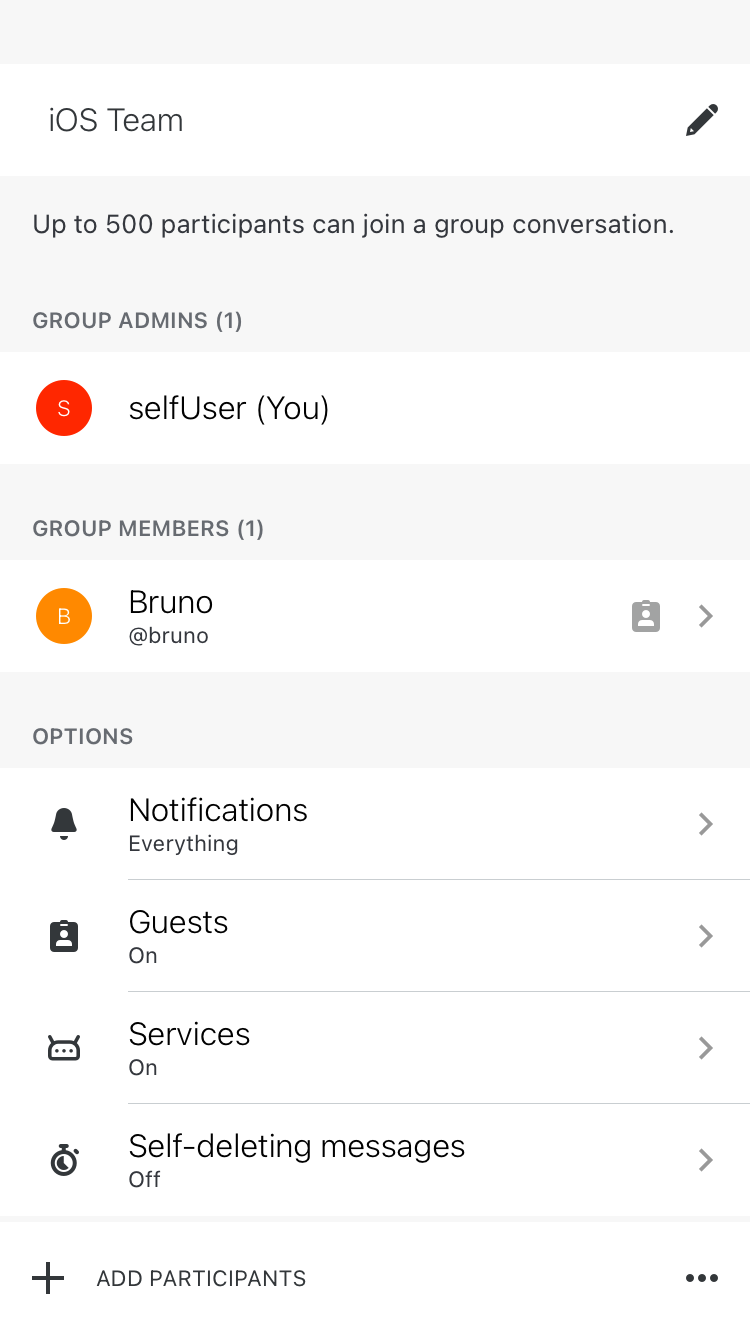 iOS Team
Up to 500 participants can join a group conversation.
GROUP ADMINS (1)
S
selfUser (You)
GROUP MEMBERS (1)
B
Bruno
@bruno
OPTIONS
Notifications
Everything
Guests
On
Services
On
Self-deleting messages
Off
ADD PARTICIPANTS